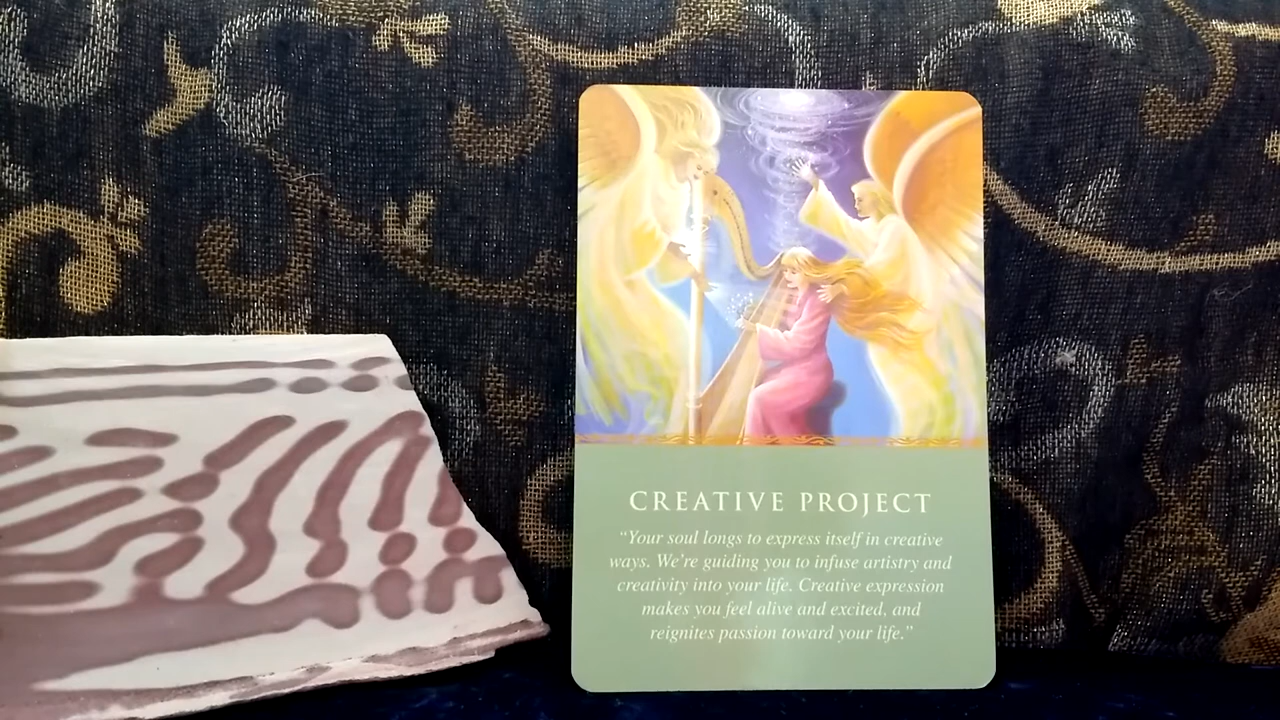 CREATIVE PROJECT
“Your soul longs to express itself in creative
ways. We’re guiding you to infuse artistry and
creativity into your life. Creative expression
makes you feel alive and excited, and
reignites passion toward your life.”